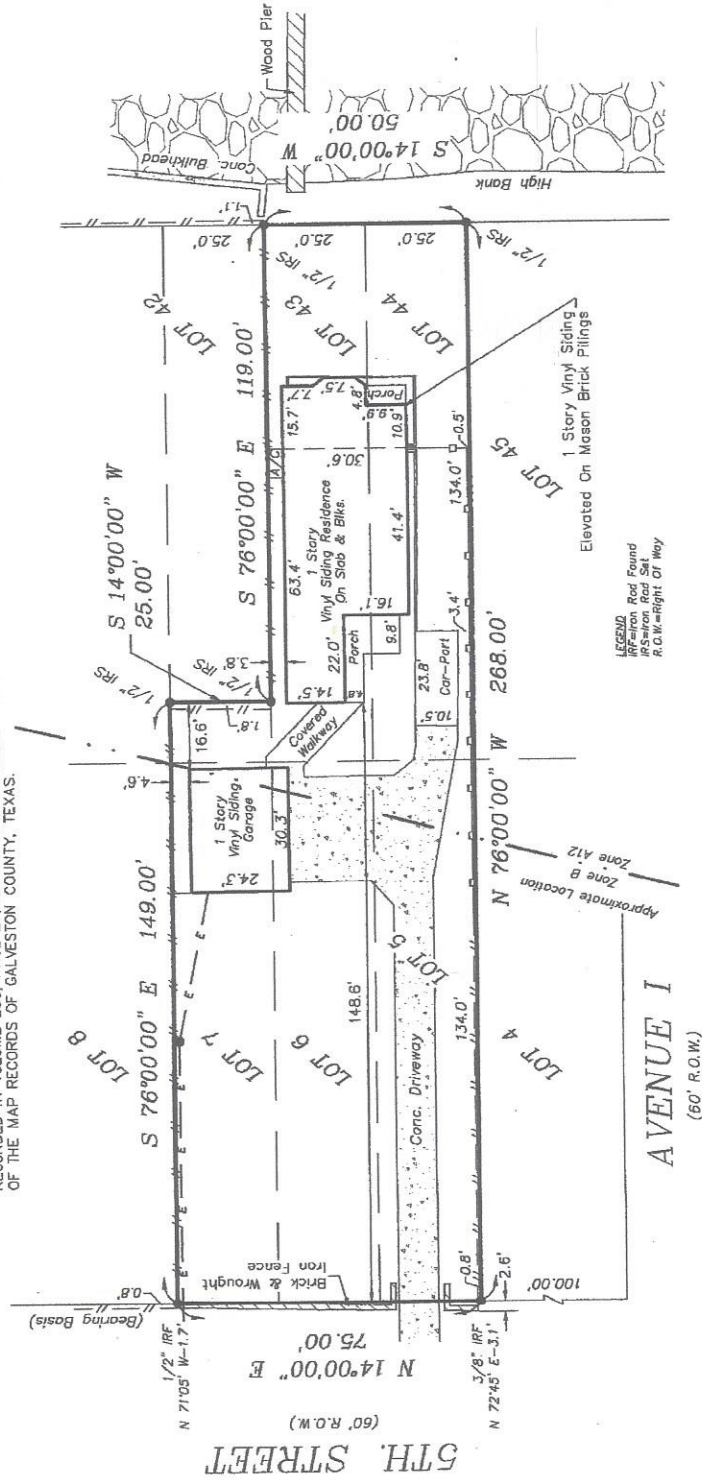 OF THE MAP RECORDS OF GALVESTON COUNTY, TEXAS.
Wood Pier
Conc. Bulkhead
S 14°00'00" W
50.00'
High Bank
1.1'
25.0'
25.0'
25.0'
1/2" IRS
1/2" IRS
LOT 42
LOT 43
LOT 44
LOT 45
S 76°00'00" E 119.00'
S 14°00'00" W
25.00'
1/2" IRS
1/2" IRS
3.8'
1.8'
16.6'
4.6'
A/C
15.7'
7.7'
7.5'
4.8'
Porch
9.9'
10.9'
30.6'
63.4'
1 Story
Vinyl Siding Residence
On Slab & Blks.
41.4'
16.1'
22.0'
14.5'
Porch
9.8'
4.8'
Covered
Walkway
23.8'
Car-Port
10.5'
3.4'
134.0'
0.5'
1 Story Vinyl Siding
Elevated On Mason Brick Pilings
LEGEND
IRF=Iron Rod Found
IRS=Iron Rod Set
R.O.W.=Right Of Way
1 Story
Vinyl Siding
Garage
30.3'
24.3'
S 76°00'00" E 149.00'
LOT 8
LOT 7
LOT 6
LOT 5
LOT 4
E
E
E
E
E
148.6'
Conc. Driveway
134.0'
N 76°00'00" W 268.00'
Approximate Location
Zone B
Zone A12
AVENUE I
(60' R.O.W.)
Brick & Wrought
Iron Fence
0.8'
(Bearing Basis)
1/2" IRF
N 71°05' W-1.7'
N 14°00'00" E
75.00'
0.8'
2.6'
100.00'
3/8" IRF
N 72°45' E-3.1'
5TH. STREET
(60' R.O.W.)